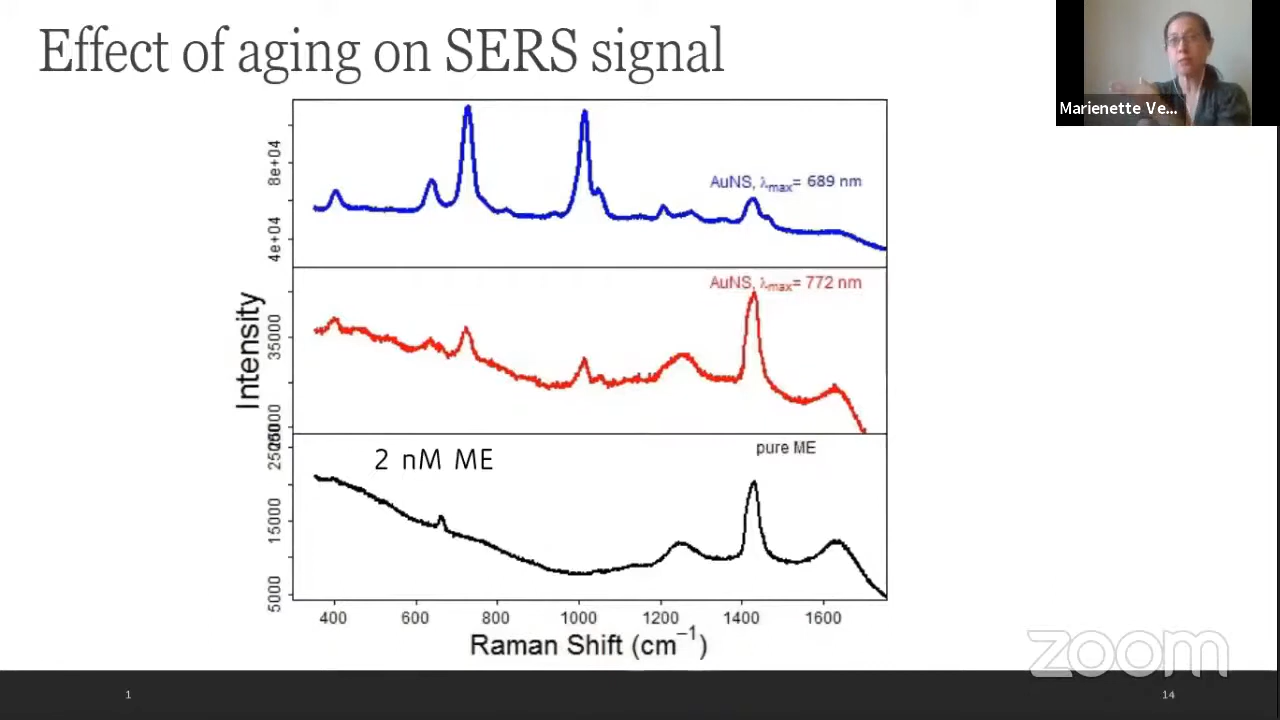 Effect of aging on SERS signal
Marienette Ve...
AuNS, λmax= 689 nm
8e+04
4e+04
AuNS, λmax= 772 nm
35000
Intensity
2 nM ME
pure ME
25000
15000
5000
400 600 800 1000 1200 1400 1600
Raman Shift (cm⁻¹)
zoom
1
14